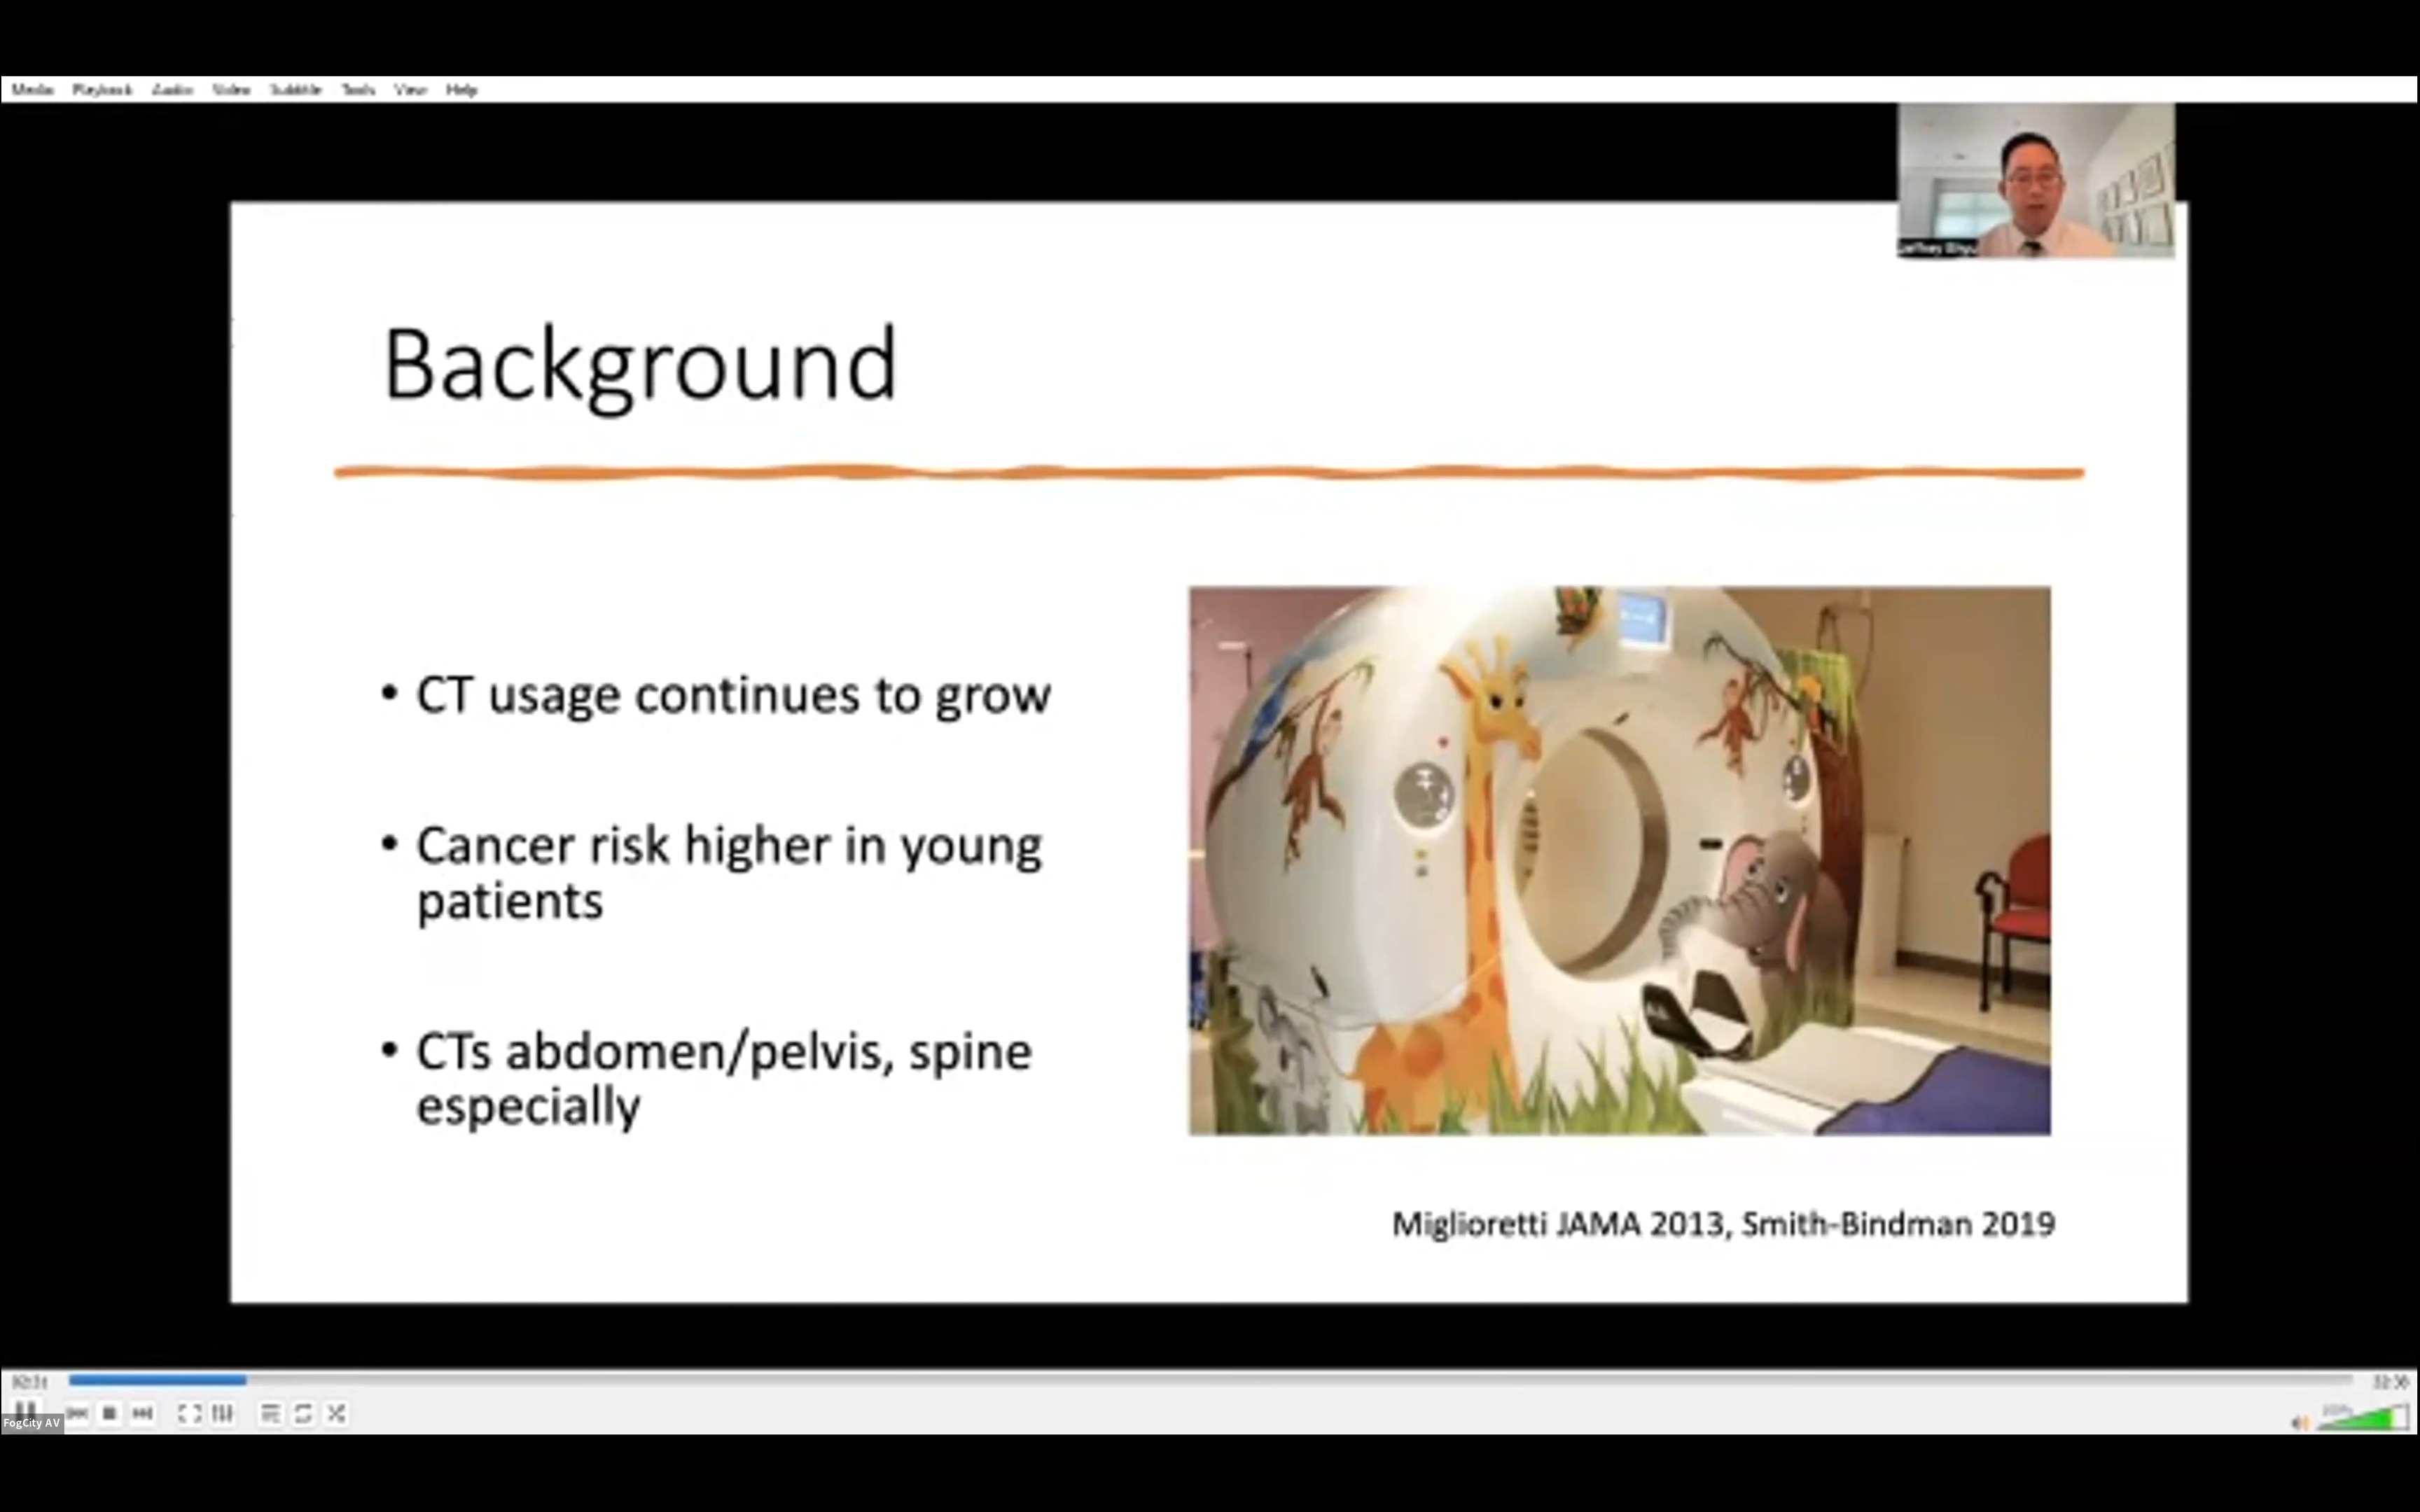 Media Playback Audio Video Subtitle Tools View Help
Background
• CT usage continues to grow
• Cancer risk higher in young
patients
• CTs abdomen/pelvis, spine
especially
Miglioretti JAMA 2013, Smith-Bindman 2019
FogCity AV